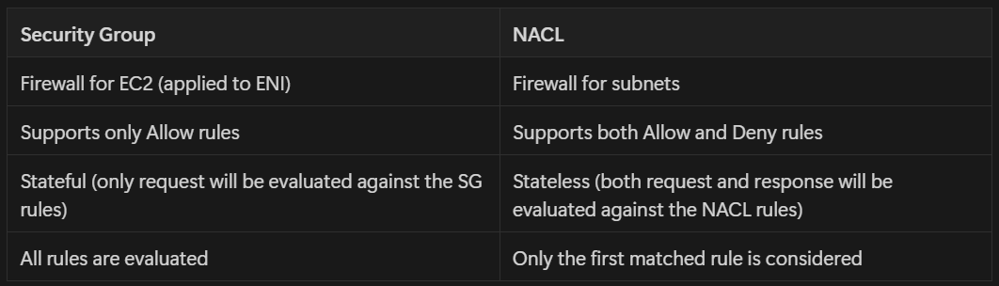 Security Group
NACL
Firewall for EC2 (applied to ENI)
Firewall for subnets
Supports only Allow rules
Supports both Allow and Deny rules
Stateful (only request will be evaluated against the SG
rules)
Stateless (both request and response will be
evaluated against the NACL rules)
All rules are evaluated
Only the first matched rule is considered